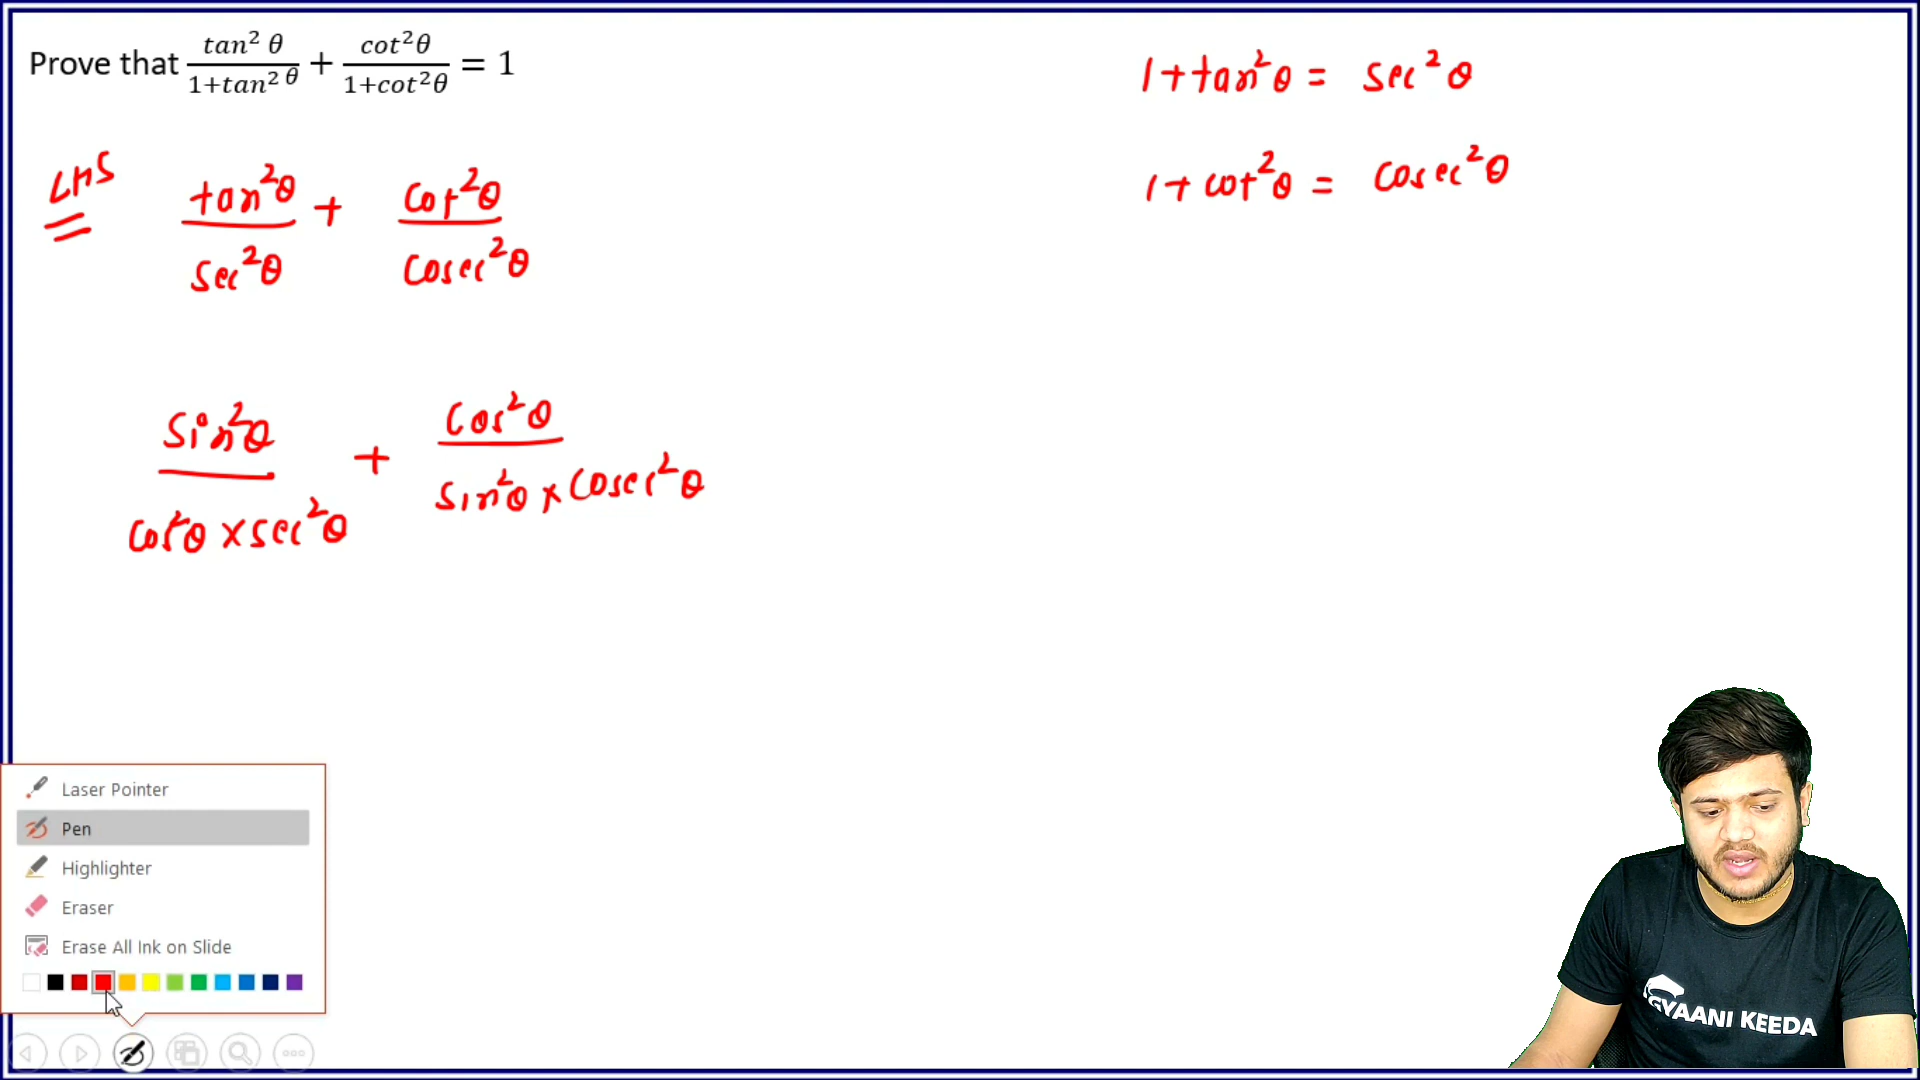 Prove that tan² θ / 1+tan² θ + cot²θ / 1+cot²θ = 1
1+tan²θ = sec²θ
1+cot²θ = cosec²θ
LHS
tan²θ / sec²θ + cot²θ / cosec²θ
sin²θ / cos²θ × sec²θ + cos²θ / sin²θ × cosec²θ
Laser Pointer
Pen
Highlighter
Eraser
Erase All Ink on Slide
GYAANI KEEDA